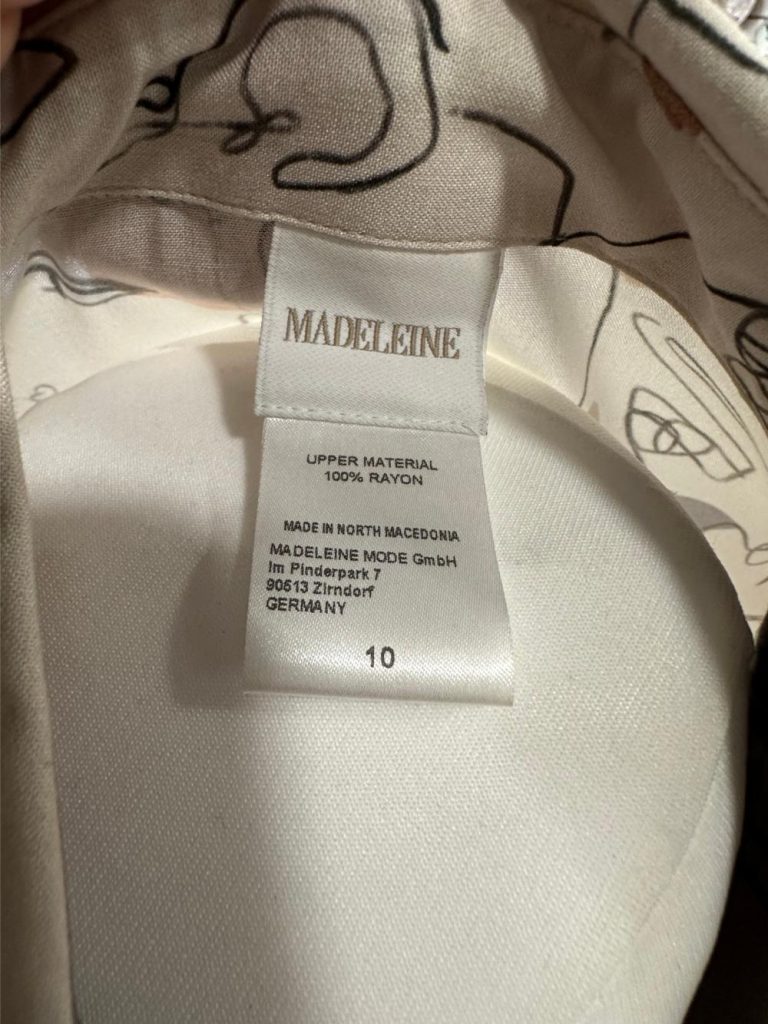 MADELEINE
UPPER MATERIAL
100% RAYON
MADE IN NORTH MACEDONIA
MADELEINE MODE GmbH
Im Pinderpark 7
90513 Zirndorf
GERMANY
10